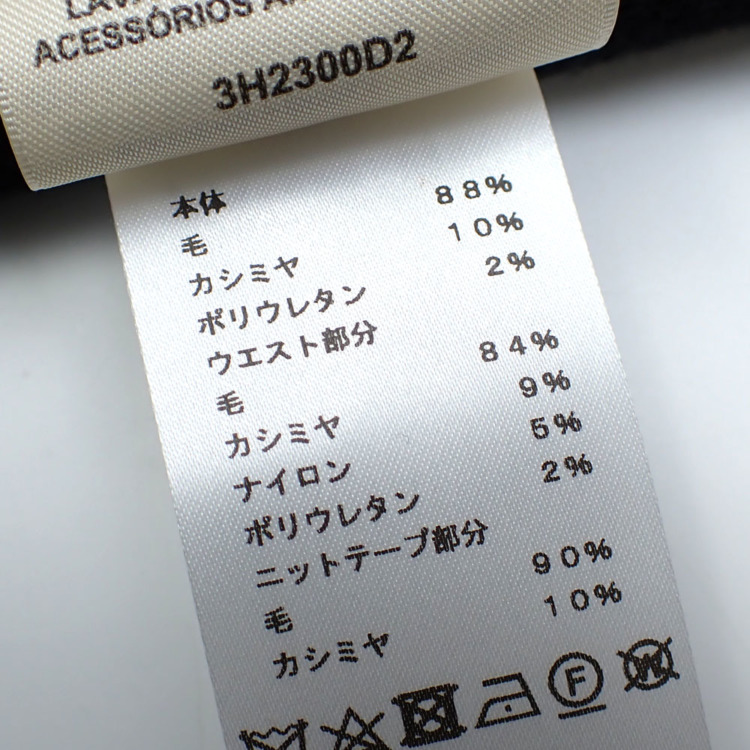 ACESSÓRIOS
3H2300D2
本体
毛 88%
カシミヤ 10%
ポリウレタン 2%
ウエスト部分
毛 84%
カシミヤ 9%
ナイロン 5%
ポリウレタン 2%
ニットテープ部分
毛 90%
カシミヤ 10%
F
W